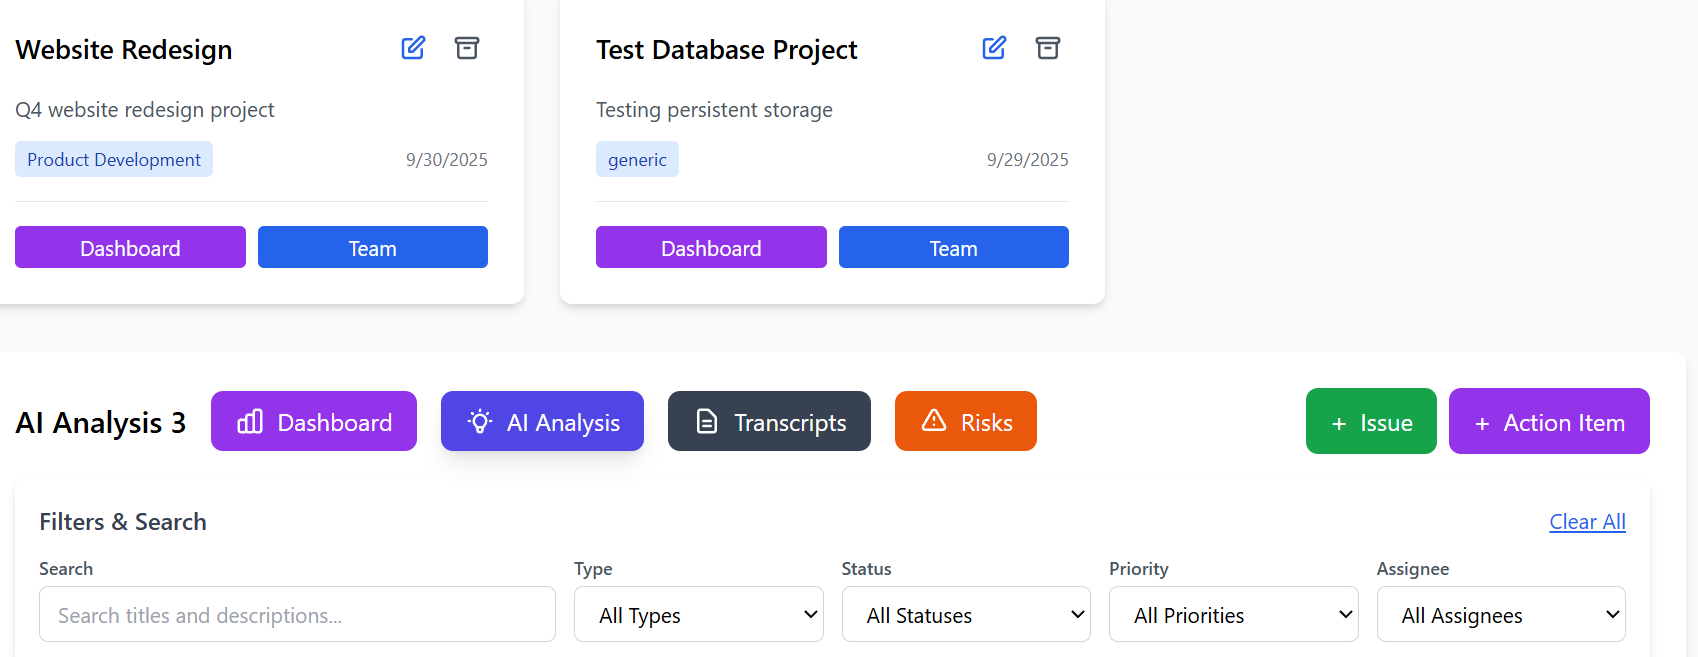 Website Redesign
Q4 website redesign project
Product Development
9/30/2025
Dashboard
Team
Test Database Project
Testing persistent storage
generic
9/29/2025
Dashboard
Team
AI Analysis 3
Dashboard
AI Analysis
Transcripts
Risks
+ Issue
+ Action Item
Filters & Search
Clear All
Search
Search titles and descriptions...
Type
All Types
Status
All Statuses
Priority
All Priorities
Assignee
All Assignees